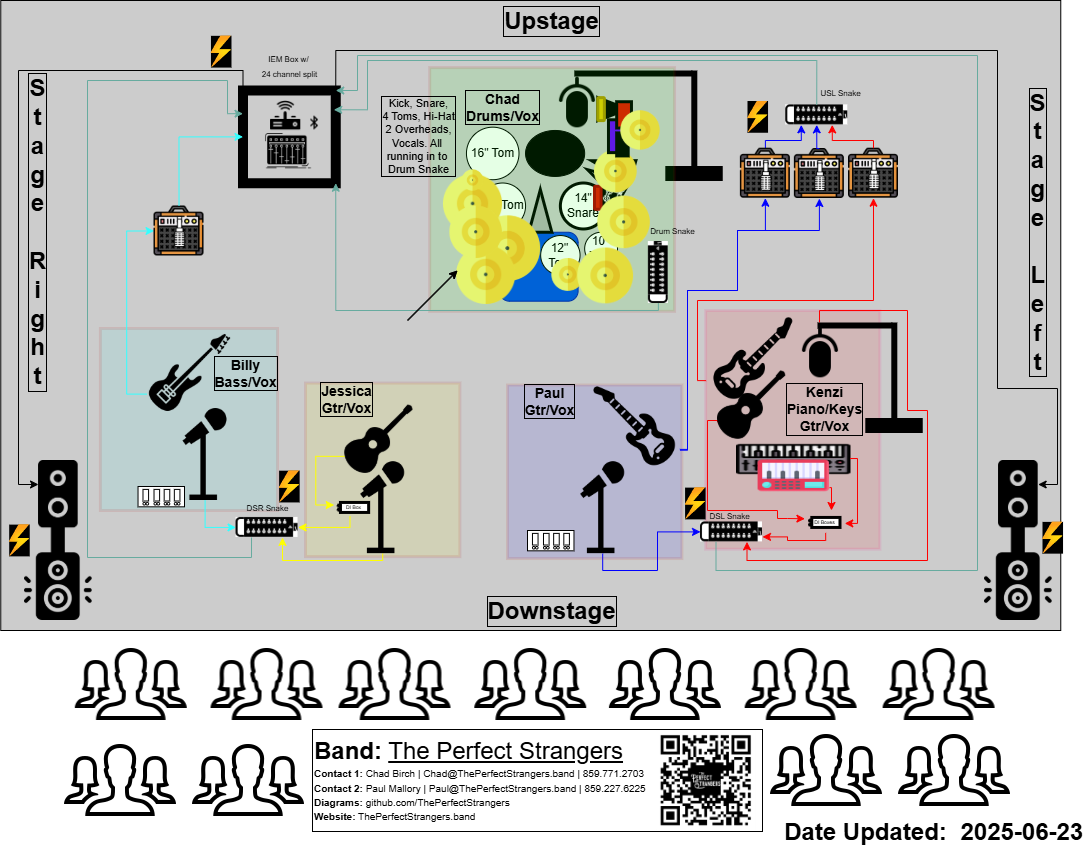 Upstage
IEM Box w/
24 channel split
Stage Right
Stage Left
Kick, Snare,
4 Toms, Hi-Hat
2 Overheads,
Vocals. All
running in to
Drum Snake
Chad
Drums/Vox
USL Snake
16" Tom
Tom
14"
Snare
12"
10
Drum Snake
Billy
Bass/Vox
Jessica
Gtr/Vox
Paul
Gtr/Vox
Kenzi
Piano/Keys
Gtr/Vox
DI Box
DSR Snake
DSL Snake
DI Boxes
Downstage
Band: The Perfect Strangers
Contact 1: Chad Birch | Chad@ThePerfectStrangers.band | 859.771.2703
Contact 2: Paul Mallory | Paul@ThePerfectStrangers.band | 859.227.6225
Diagrams: github.com/ThePerfectStrangers
Website: ThePerfectStrangers.band
PERFECT
STRANGERS
Date Updated: 2025-06-23